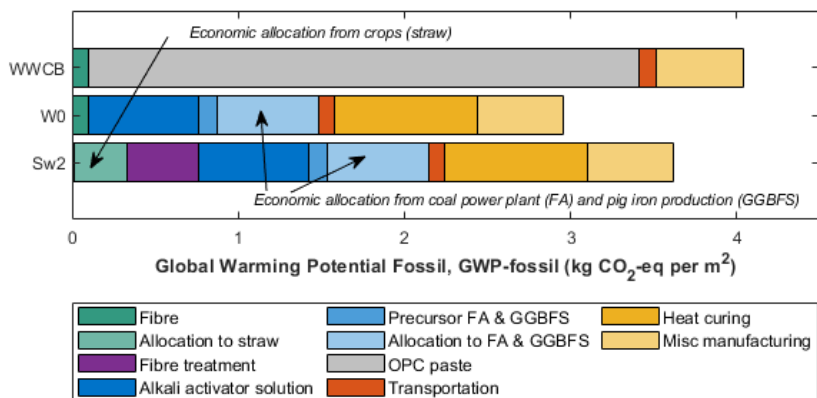 Economic allocation from crops (straw)
WWCB
W0
Sw2
Economic allocation from coal power plant (FA) and pig iron production (GGBFS)
0 1 2 3 4
Global Warming Potential Fossil, GWP-fossil (kg CO₂-eq per m²)
Fibre Precursor FA & GGBFS Heat curing
Allocation to straw Allocation to FA & GGBFS Misc manufacturing
Fibre treatment OPC paste
Alkali activator solution Transportation